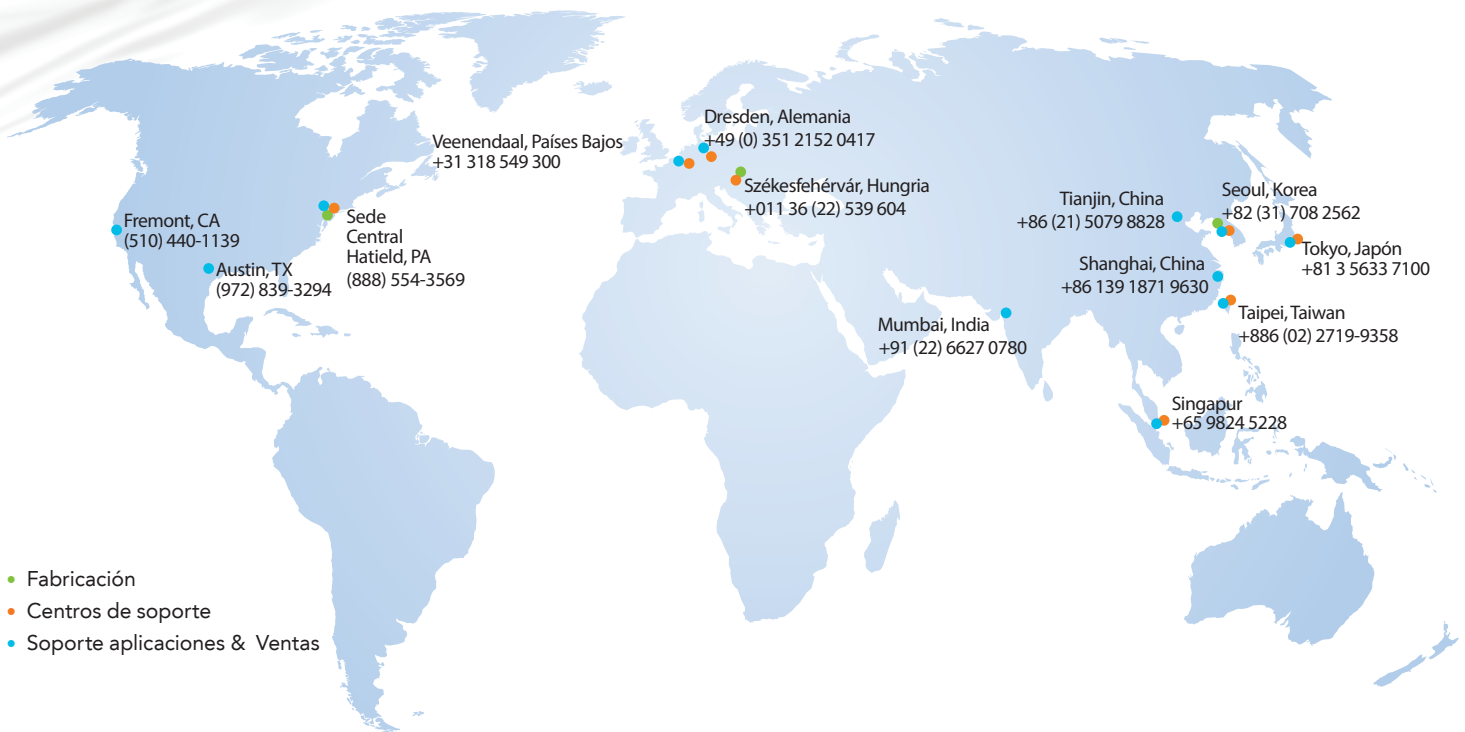 Dresden, Alemania
+49 (0) 351 2152 0417
Veenendaal, Países Bajos
+31 318 549 300
Székesfehérvár, Hungria
+011 36 (22) 539 604
Tianjin, China
+86 (21) 5079 8828
Seoul, Korea
+82 (31) 708 2562
Fremont, CA
(510) 440-1139
Sede
Central
Hatield, PA
(888) 554-3569
Austin, TX
(972) 839-3294
Tokyo, Japón
+81 3 5633 7100
Shanghai, China
+86 139 1871 9630
Taipei, Taiwan
+886 (02) 2719-9358
Mumbai, India
+91 (22) 6627 0780
Singapur
+65 9824 5228
• Fabricación
• Centros de soporte
• Soporte aplicaciones & Ventas